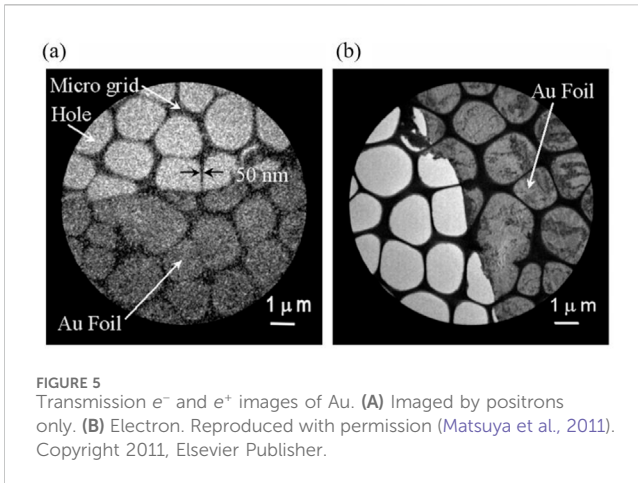 (a)
(b)
Micro grid
Hole
50 nm
Au Foil
1 μm
Au Foil
1 μm
FIGURE 5
Transmission e⁻ and e⁺ images of Au. (A) Imaged by positrons
only. (B) Electron. Reproduced with permission (Matsuya et al., 2011).
Copyright 2011, Elsevier Publisher.